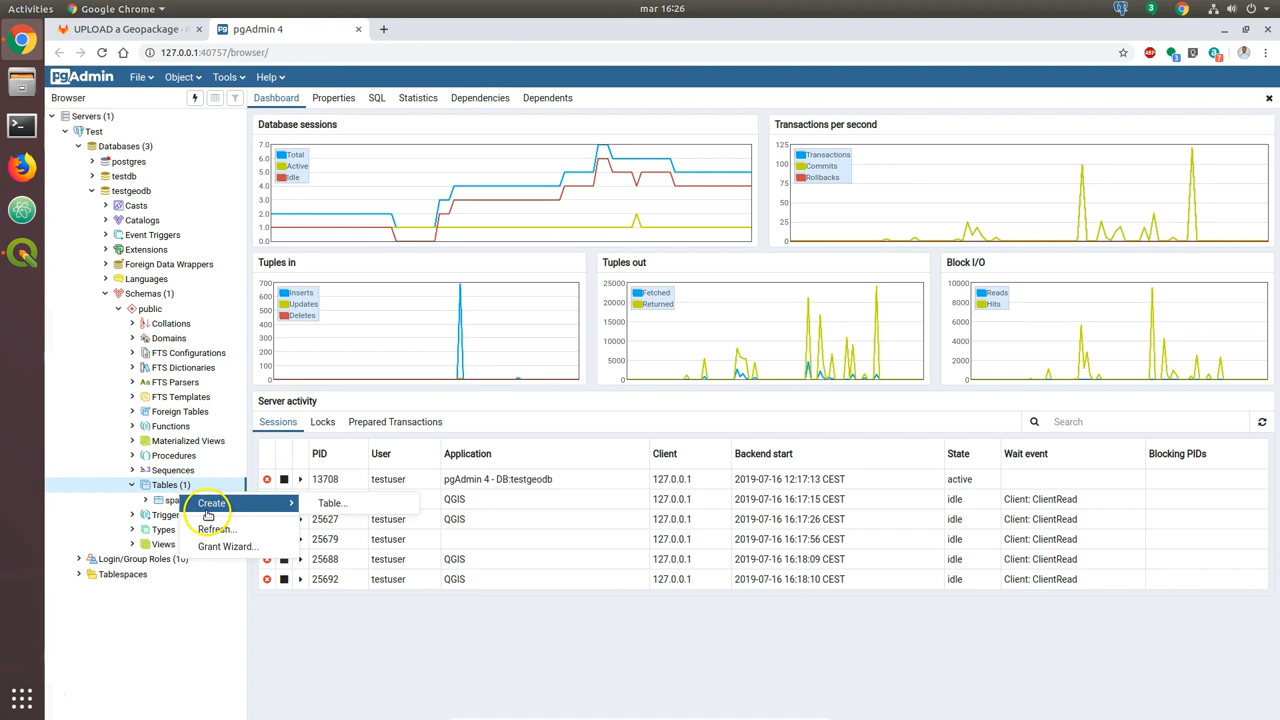 Activities
Google Chrome
mar 16:26
3
UPLOAD a Geopackage -
pgAdmin 4
127.0.0.1:40757/browser/
ABP
3
7
pgAdmin
File
Object
Tools
Help
Browser
Dashboard
Properties
SQL
Statistics
Dependencies
Dependents
Servers (1)
Test
Databases (3)
postgres
testdb
testgeodb
Casts
Catalogs
Event Triggers
Extensions
Foreign Data Wrappers
Languages
Schemas (1)
public
Collations
Domains
FTS Configurations
FTS Dictionaries
FTS Parsers
FTS Templates
Foreign Tables
Functions
Materialized Views
Procedures
Sequences
Tables (1)
spa
Trigger
Types
Views
Login/Group Roles (10)
Tablespaces
Create
Refresh...
Grant Wizard...
Table...
Database sessions
7.0
6.0
5.0
4.0
3.0
2.0
1.0
0.0
Total
Active
Idle
Transactions per second
125
100
75
50
25
0
Transactions
Commits
Rollbacks
Tuples in
700
600
500
400
300
200
100
0
Inserts
Updates
Deletes
Tuples out
25000
20000
15000
10000
5000
0
Fetched
Returned
Block I/O
10000
8000
6000
4000
2000
0
Reads
Hits
Server activity
Sessions
Locks
Prepared Transactions
Search
PID User Application Client Backend start State Wait event Blocking PIDs
13708 testuser pgAdmin 4 - DB:testgeodb 127.0.0.1 2019-07-16 12:17:13 CEST active
QGIS 127.0.0.1 2019-07-16 16:17:15 CEST idle Client: ClientRead
25627 testuser QGIS 127.0.0.1 2019-07-16 16:17:26 CEST idle Client: ClientRead
25679 testuser 127.0.0.1 2019-07-16 16:17:56 CEST idle Client: ClientRead
25688 testuser QGIS 127.0.0.1 2019-07-16 16:18:09 CEST idle Client: ClientRead
25692 testuser QGIS 127.0.0.1 2019-07-16 16:18:10 CEST idle Client: ClientRead